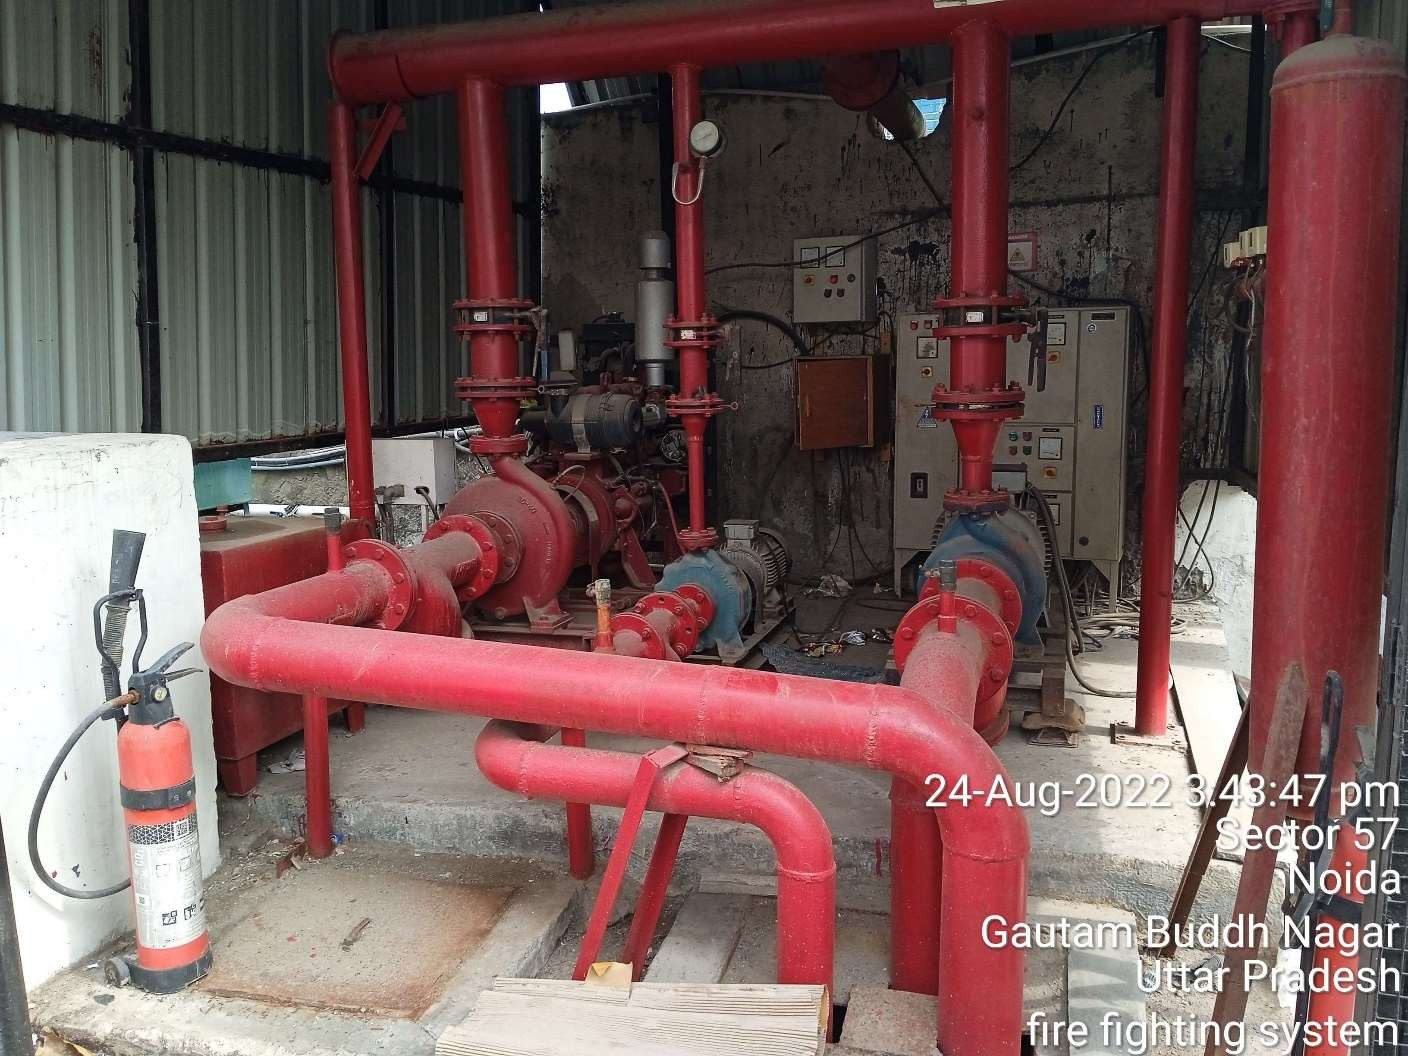 24-Aug-2022 3:43:47 pm
Sector 57
Noida
Gautam Buddh Nagar
Uttar Pradesh
fire fighting system